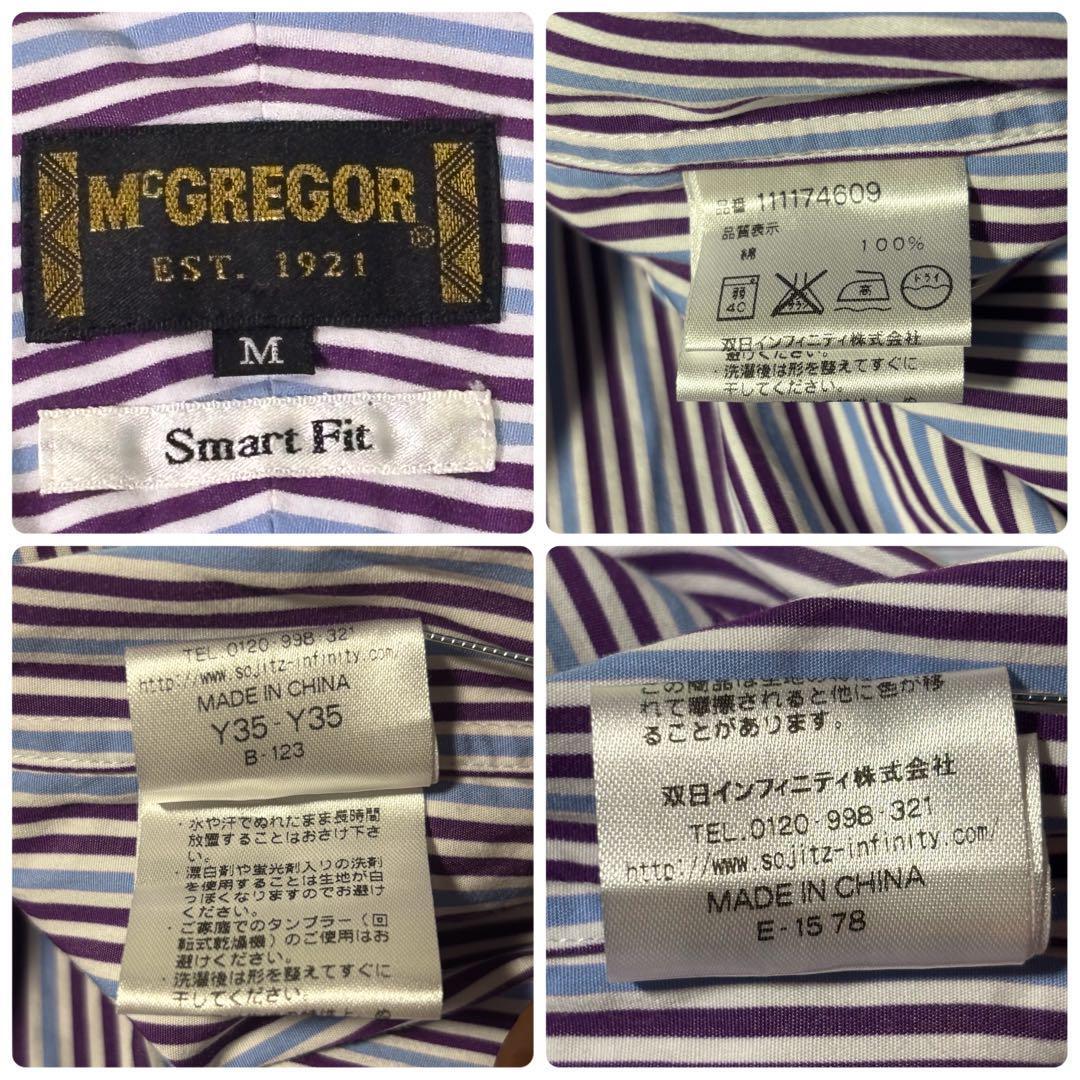 McGREGOR®
EST. 1921
M
Smart Fit
品番 111174609
品質表示
綿 100%
弱
40
サラシ
高
ドライ
双日インフィニティ株式会社
避けください。
・洗濯後は形を整えてすぐに
干してください。
TEL.0120-998-321
http://www.sojitz-infinity.com/
MADE IN CHINA
Y35-Y35
B-123
・水や汗でぬれたまま長時間
放置することはおさけ下さ
い。
・漂白剤や蛍光剤入りの洗剤
を使用することは生地が白
っぽくなりますのでお避け
ください。
・ご家庭でのタンブラー(回
転式乾燥機)のご使用はお
避けください。
・洗濯後は形を整えてすぐに
干してください。
この商品は生地の特性上
れて摩擦されると他に色が移
ることがあります。
双日インフィニティ株式会社
TEL.0120-998-321
http://www.sojitz-infinity.com/
MADE IN CHINA
E-1578